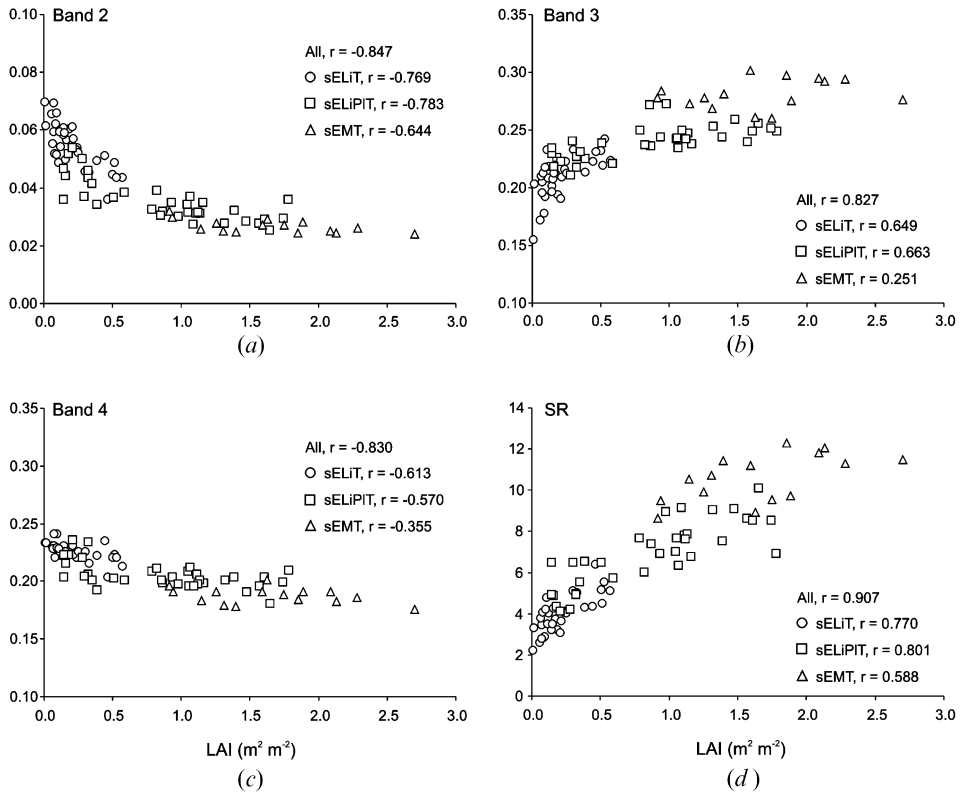 Band 2
0.10
0.08
0.06
0.04
0.02
0.00
0.0 0.5 1.0 1.5 2.0 2.5 3.0
All, r = -0.847
sELiT, r = -0.769
sELiPlT, r = -0.783
sEMT, r = -0.644
(a)
Band 3
0.35
0.30
0.25
0.20
0.15
0.10
0.0 0.5 1.0 1.5 2.0 2.5 3.0
All, r = 0.827
sELiT, r = 0.649
sELiPlT, r = 0.663
sEMT, r = 0.251
(b)
Band 4
0.35
0.30
0.25
0.20
0.15
0.10
0.0 0.5 1.0 1.5 2.0 2.5 3.0
All, r = -0.830
sELiT, r = -0.613
sELiPlT, r = -0.570
sEMT, r = -0.355
LAI (m² m⁻²)
(c)
SR
14
12
10
8
6
4
2
0
0.0 0.5 1.0 1.5 2.0 2.5 3.0
All, r = 0.907
sELiT, r = 0.770
sELiPlT, r = 0.801
sEMT, r = 0.588
LAI (m² m⁻²)
(d)